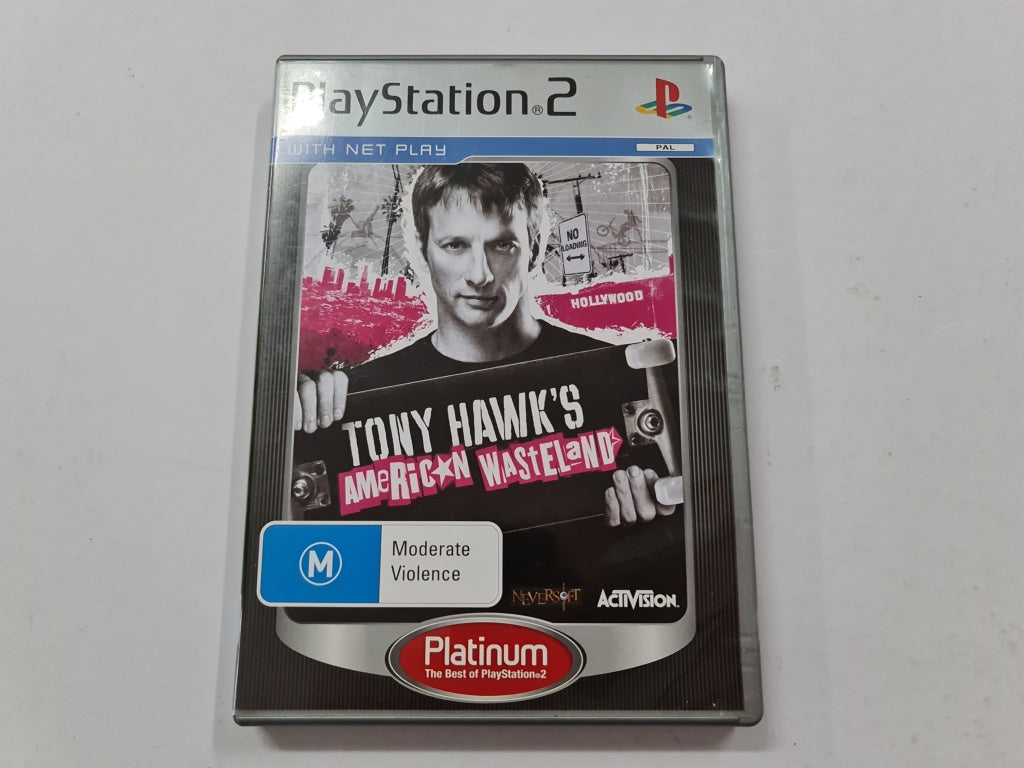 PlayStation®2
WITH NET PLAY
PAL
NO
LOADING
HOLLYWOOD
TONY HAWK'S
AMERICAN WASTELAND
M
Moderate
Violence
NEVERSOFT
ACTIVISION.
Platinum
The Best of PlayStation®2